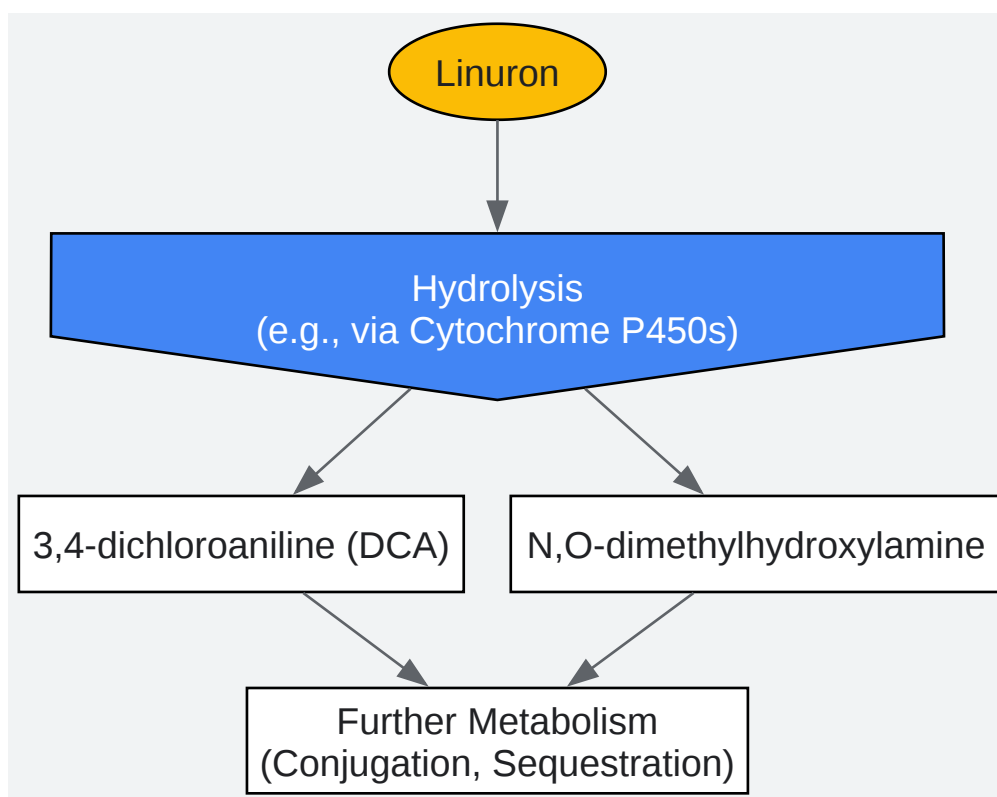 Linuron
Hydrolysis
(e.g., via Cytochrome P450s)
3,4-dichloroaniline (DCA)
N,O-dimethylhydroxylamine
Further Metabolism
(Conjugation, Sequestration)